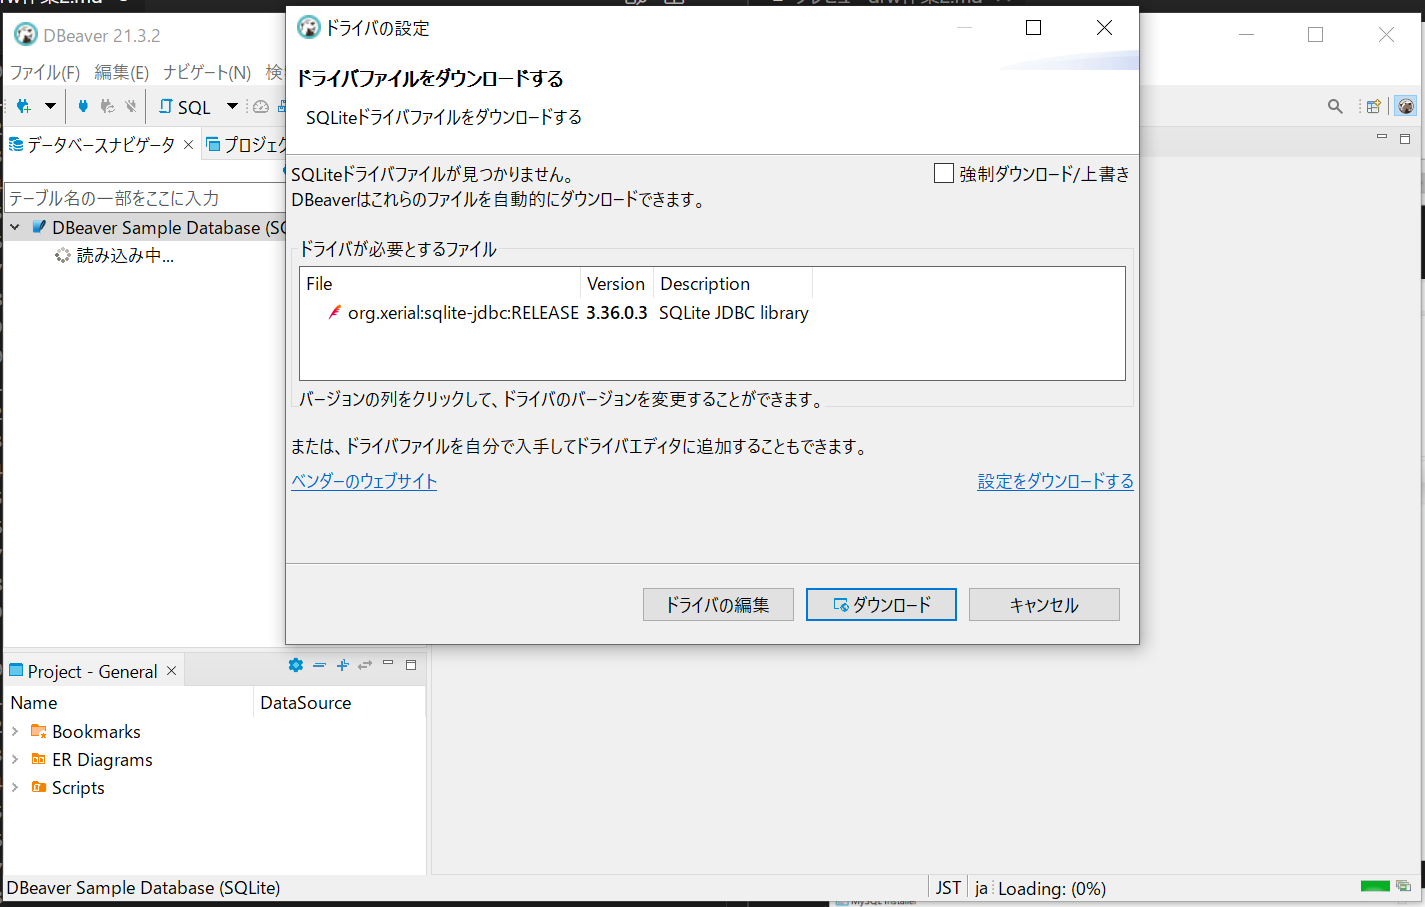 DBeaver 21.3.2
ファイル(F) 編集(E) ナビゲート(N) 検
SQL
データベースナビゲータ
プロジェク
テーブル名の一部をここに入力
DBeaver Sample Database (SQ
読み込み中...
ドライバの設定
ドライバファイルをダウンロードする
SQLiteドライバファイルをダウンロードする
SQLiteドライバファイルが見つかりません。
DBeaverはこれらのファイルを自動的にダウンロードできます。
強制ダウンロード/上書き
ドライバが必要とするファイル
File Version Description
org.xerial:sqlite-jdbc:RELEASE 3.36.0.3 SQLite JDBC library
バージョンの列をクリックして、ドライバのバージョンを変更することができます。
または、ドライバファイルを自分で入手してドライバエディタに追加することもできます。
ベンダーのウェブサイト
設定をダウンロードする
ドライバの編集
ダウンロード
キャンセル
Project - General
Name DataSource
Bookmarks
ER Diagrams
Scripts
DBeaver Sample Database (SQLite)
JST
ja
Loading: (0%)